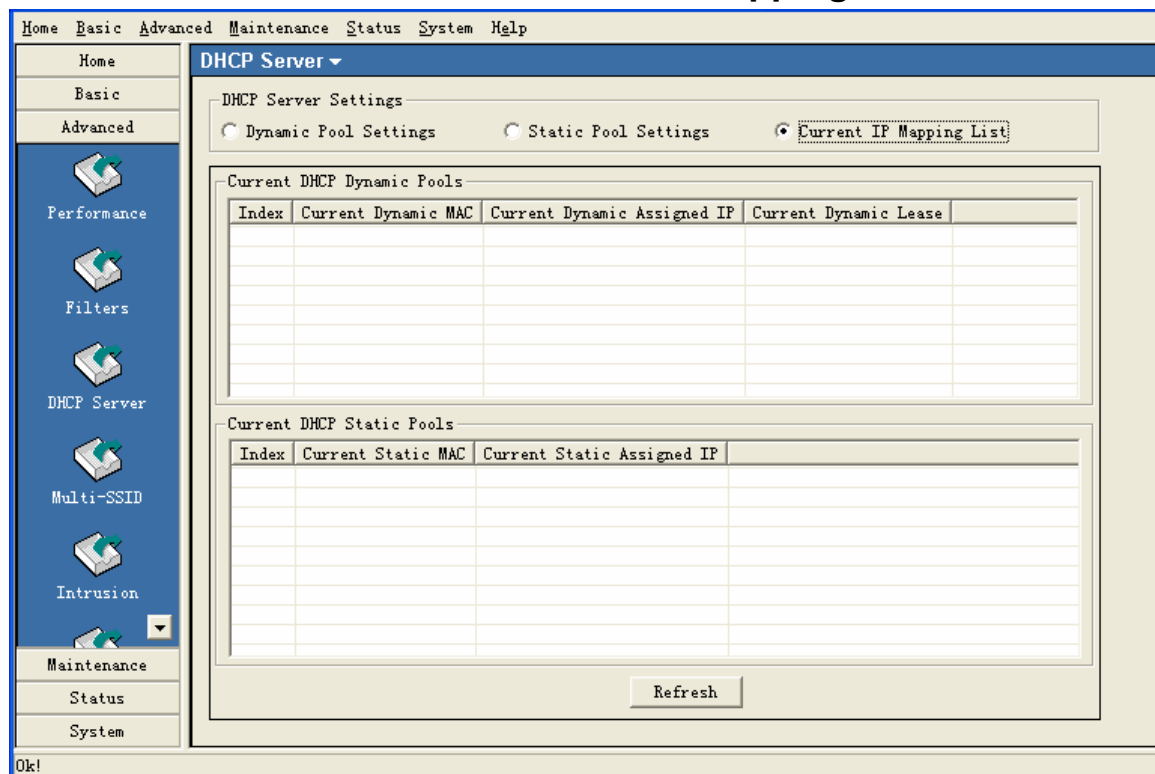 pping
Home Basic Advanced Maintenance Status System Help
Home
Basic
Advanced
Performance
Filters
DHCP Server
Multi-SSID
Intrusion
Maintenance
Status
System
DHCP Server
DHCP Server Settings
Dynamic Pool Settings Static Pool Settings Current IP Mapping List
Current DHCP Dynamic Pools
Index Current Dynamic MAC Current Dynamic Assigned IP Current Dynamic Lease
Current DHCP Static Pools
Index Current Static MAC Current Static Assigned IP
Refresh
Ok!